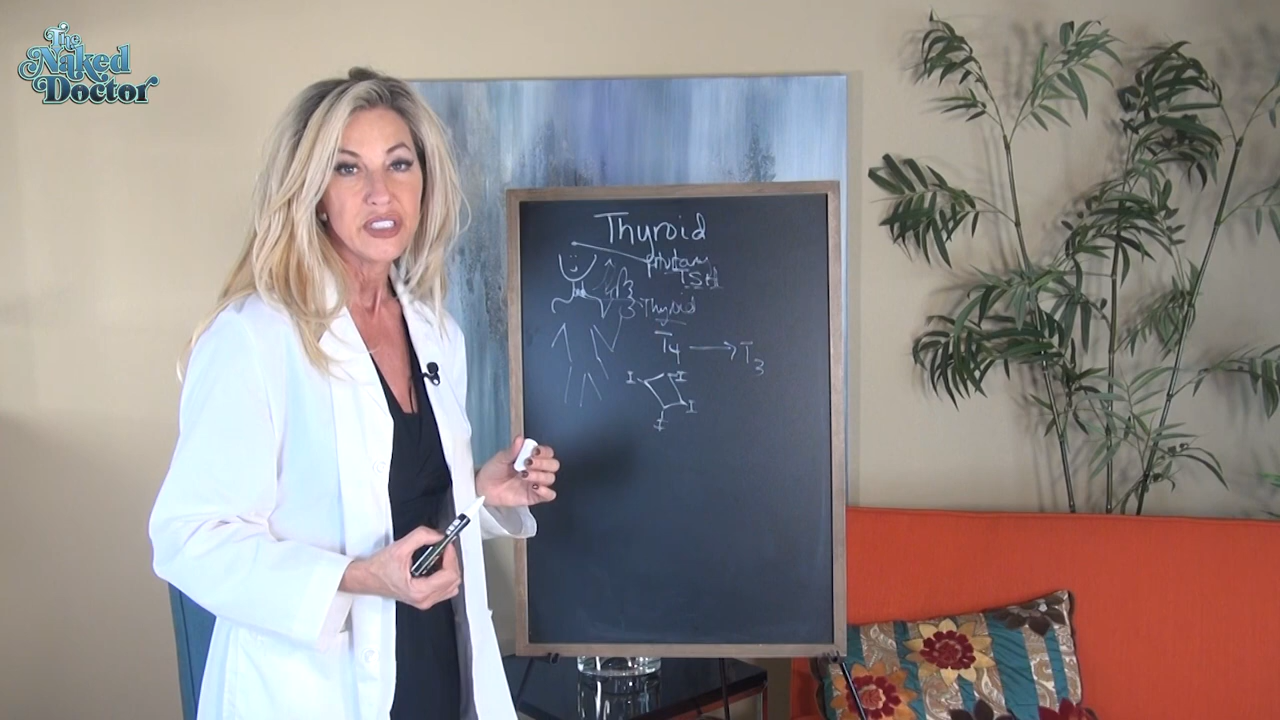 The
Naked
Doctor
Thyroid
pituitary
TSH
Thyroid
T4 → T3
I I
I
I